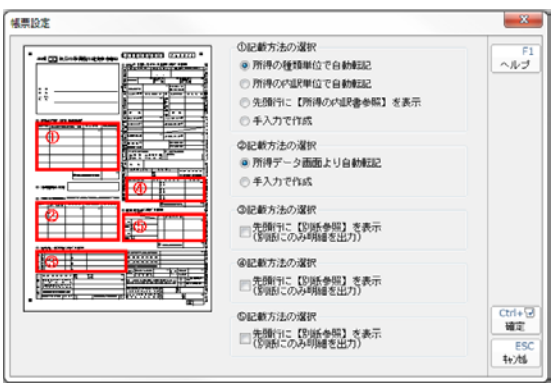 帳票設定
①記載方法の選択
所得の種類単位で自動転記
所得の内訳単位で自動転記
先頭行に【所得の内訳書参照】を表示
手入力で作成
②記載方法の選択
所得データ画面より自動転記
手入力で作成
③記載方法の選択
先頭行に【別紙参照】を表示
(別紙にのみ明細を出力)
④記載方法の選択
先頭行に【別紙参照】を表示
(別紙にのみ明細を出力)
⑤記載方法の選択
先頭行に【別紙参照】を表示
(別紙にのみ明細を出力)
①
②
③
④
⑤
F1
ヘルプ
Ctrl+
確定
ESC
キャンセル